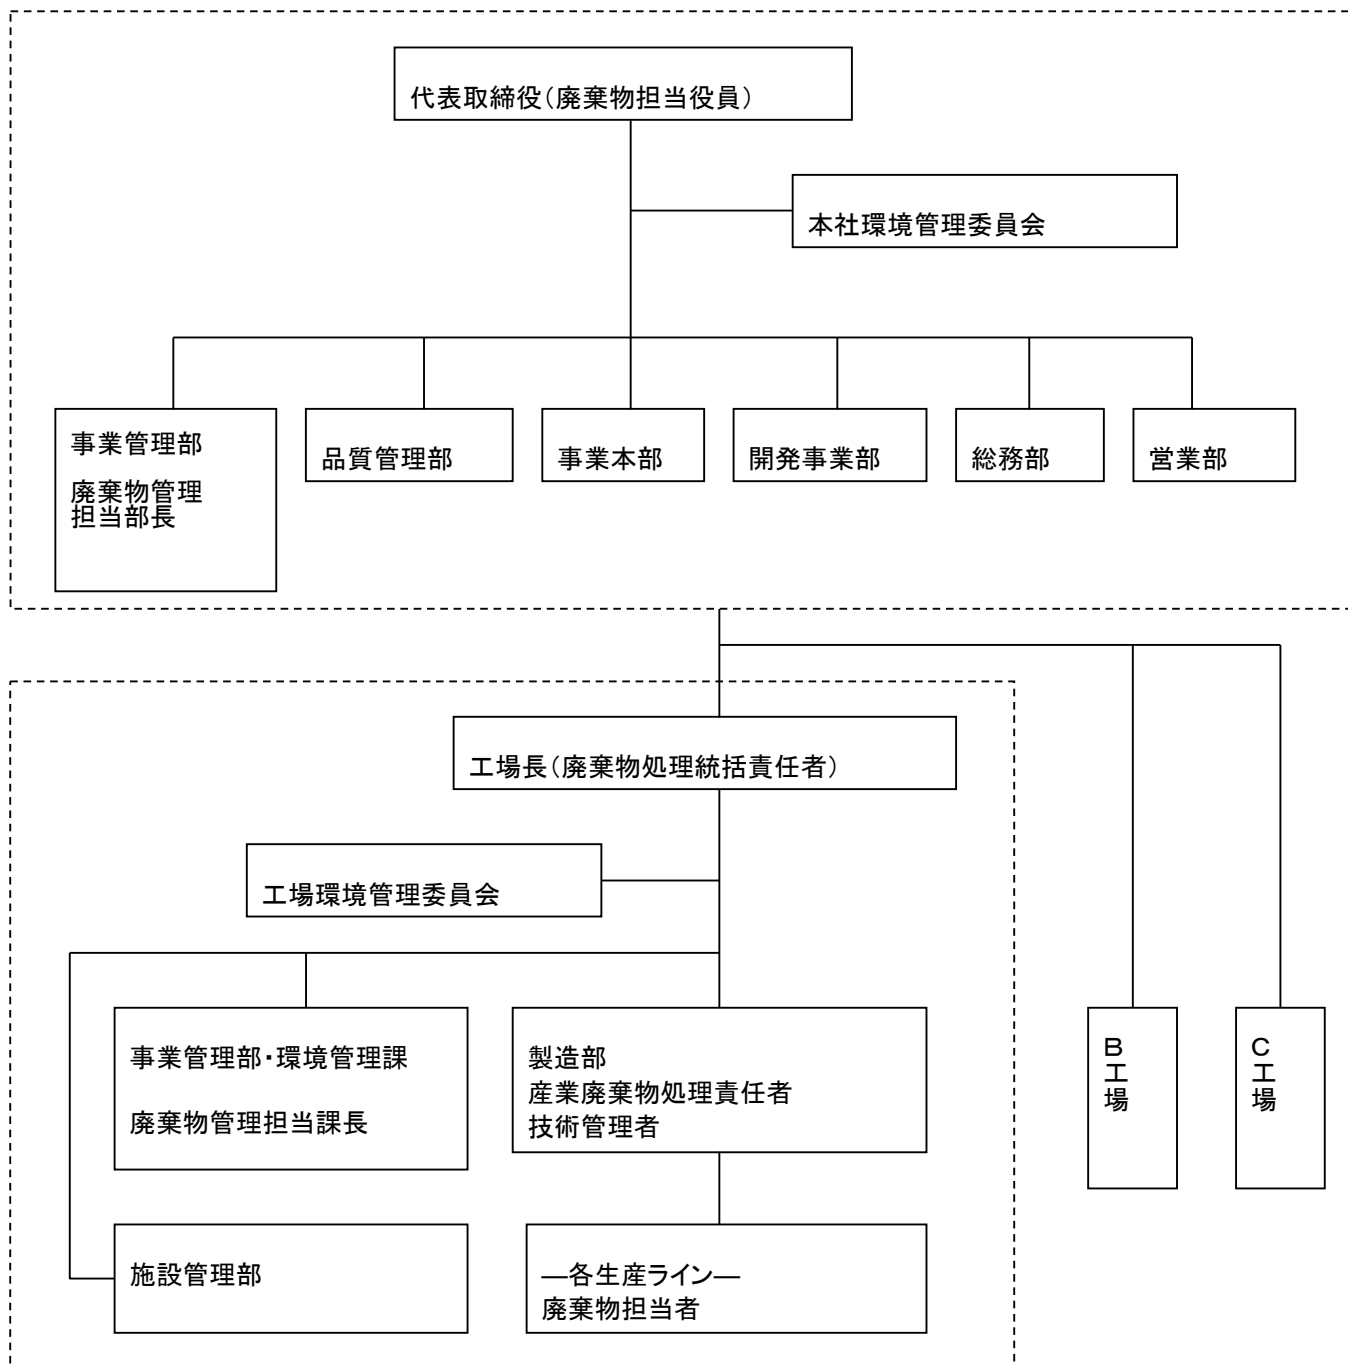 代表取締役(廃棄物担当役員)
本社環境管理委員会
事業管理部
廃棄物管理
担当部長
品質管理部
事業本部
開発事業部
総務部
営業部
工場長(廃棄物処理統括責任者)
工場環境管理委員会
事業管理部・環境管理課
廃棄物管理担当課長
製造部
産業廃棄物処理責任者
技術管理者
B工場
C工場
施設管理部
―各生産ライン―
廃棄物担当者